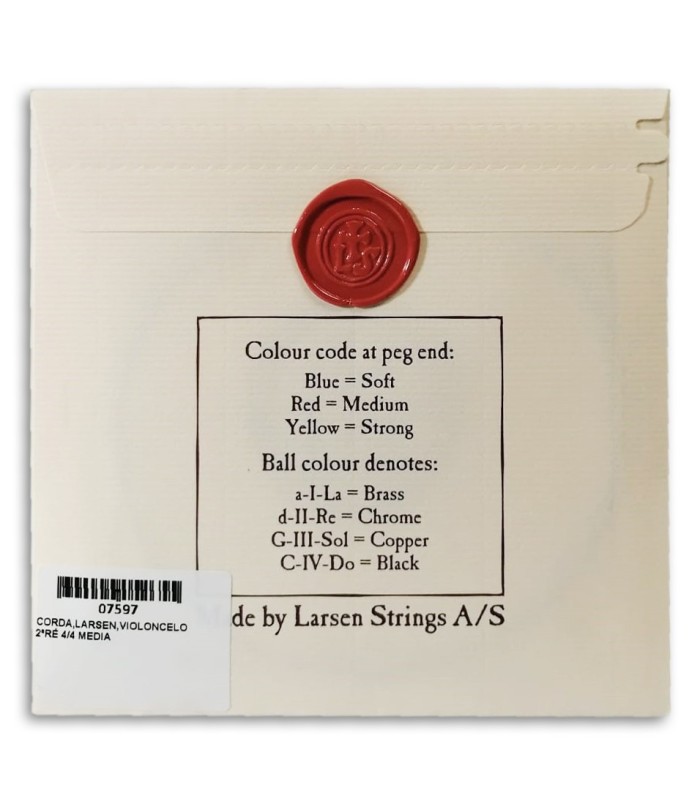 Colour code at peg end:
Blue = Soft
Red = Medium
Yellow = Strong
Ball colour denotes:
a-I-La = Brass
d-II-Re = Chrome
G-III-Sol = Copper
C-IV-Do = Black
Made by Larsen Strings A/S
07597
CORDA,LARSEN,VIOLONCELO
2ªRÉ 4/4 MEDIA